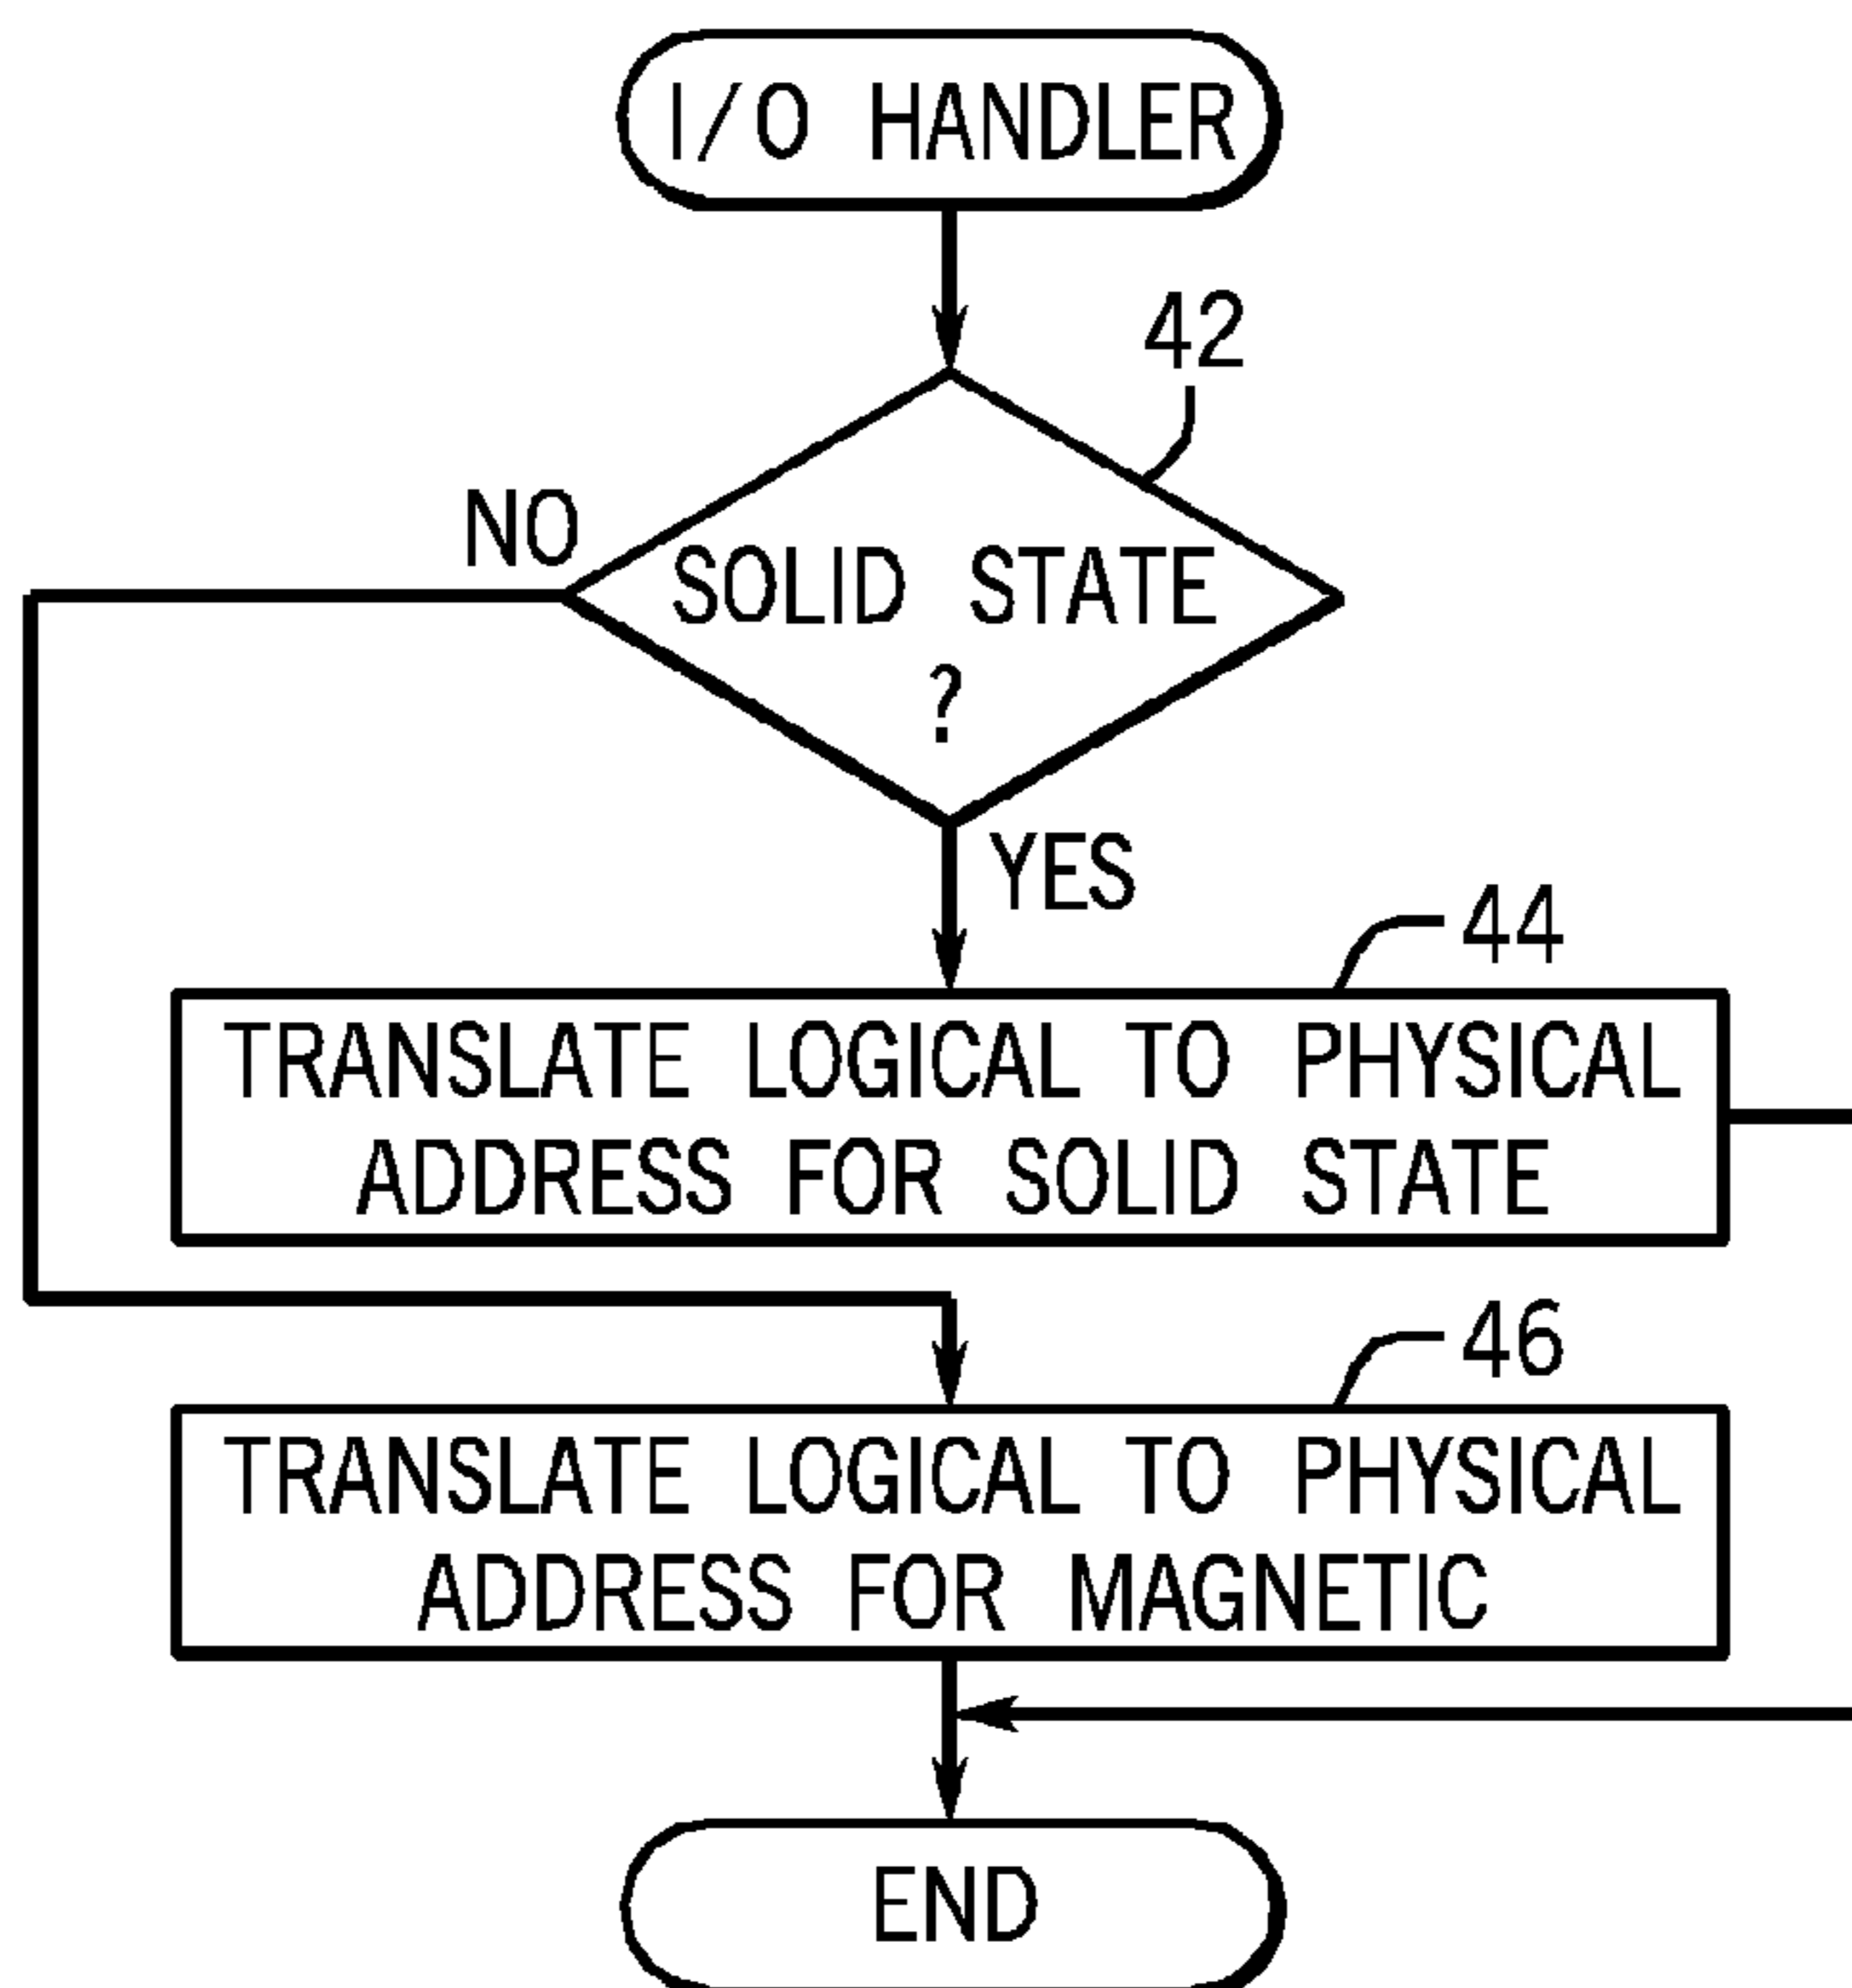 I/O HANDLER
42
NO
SOLID STATE
?
YES
44
TRANSLATE LOGICAL TO PHYSICAL
ADDRESS FOR SOLID STATE
46
TRANSLATE LOGICAL TO PHYSICAL
ADDRESS FOR MAGNETIC
END